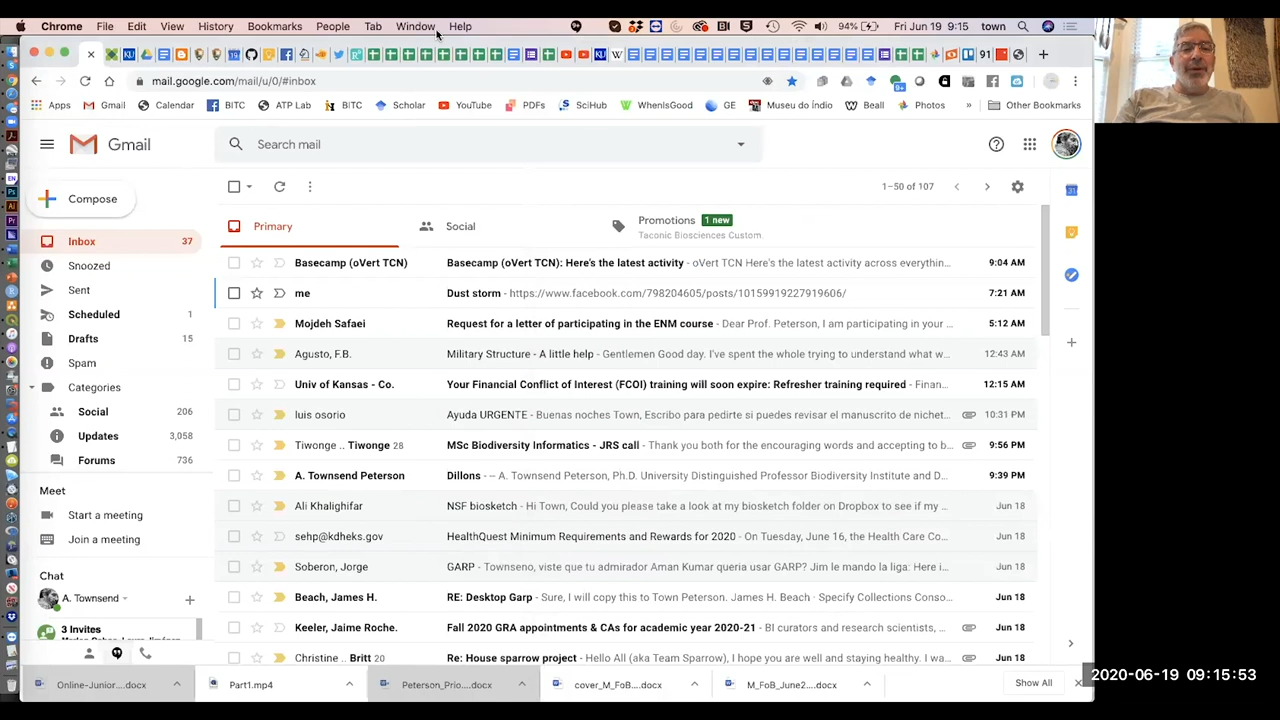 Chrome File Edit View History Bookmarks People Tab Window Help 94% Fri Jun 19 9:15 town
91
mail.google.com/mail/u/0/#inbox
9+
Apps Gmail Calendar BITC ATP Lab BITC Scholar YouTube PDFs SciHub WhenIsGood GE Museu do Índio Beall Photos » Other Bookmarks
Gmail Search mail
Compose
1–50 of 107
Inbox 37
Snoozed
Sent
Scheduled 1
Drafts 15
Spam
Categories
Social 206
Updates 3,058
Forums 736
Meet
Start a meeting
Join a meeting
Chat
A. Townsend
3 Invites
Primary Social Promotions 1 new
Taconic Biosciences Custom.
Basecamp (oVert TCN) Basecamp (oVert TCN): Here's the latest activity - oVert TCN Here's the latest activity across everythin... 9:04 AM
me Dust storm - https://www.facebook.com/798204605/posts/10159919227919606/ 7:21 AM
Mojdeh Safaei Request for a letter of participating in the ENM course - Dear Prof. Peterson, I am participating in your ... 5:12 AM
Agusto, F.B. Military Structure - A little help - Gentlemen Good day. I've spent the whole trying to understand what w... 12:43 AM
Univ of Kansas - Co. Your Financial Conflict of Interest (FCOI) training will soon expire: Refresher training required - Finan... 12:15 AM
luis osorio Ayuda URGENTE - Buenas noches Town, Escribo para pedirte si puedes revisar el manuscrito de nichet... 10:31 PM
Tiwonge .. Tiwonge 28 MSc Biodiversity Informatics - JRS call - Thank you both for the encouraging words and accepting to b... 9:56 PM
A. Townsend Peterson Dillons - -- A. Townsend Peterson, Ph.D. University Distinguished Professor Biodiversity Institute and D... 9:39 PM
Ali Khalighifar NSF biosketch - Hi Town, Could you please take a look at my biosketch folder on Dropbox to see if my ... Jun 18
sehp@kdheks.gov HealthQuest Minimum Requirements and Rewards for 2020 - On Tuesday, June 16, the Health Care Co... Jun 18
Soberon, Jorge GARP - Townseno, viste que tu admirador Aman Kumar queria usar GARP? Jim le mando la liga: Here i... Jun 18
Beach, James H. RE: Desktop Garp - Sure, I will copy this to Town Peterson. James H. Beach · Specify Collections Conso... Jun 18
Keeler, Jaime Roche. Fall 2020 GRA appointments & CAs for academic year 2020-21 - BI curators and research scientists, ... Jun 18
Christine .. Britt 20 Re: House sparrow project - Hello All (aka Team Sparrow), I hope you are well and staying healthy. I wa... Jun 18
Online-Junior....docx Part1.mp4 Peterson_Prio....docx cover_M_FoB....docx M_FoB_June2....docx Show All
2020-06-19 09:15:53